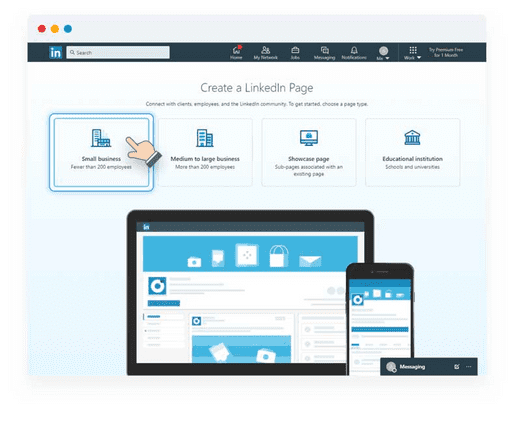 in
Search
Home
My Network
Jobs
Messaging
Notifications
Me
Work
Try Premium Free
for 1 Month
Create a LinkedIn Page
Connect with clients, employees, and the LinkedIn community. To get started, choose a page type.
Small business
Fewer than 200 employees
Medium to large business
More than 200 employees
Showcase page
Sub-pages associated with an
existing page
Educational institution
Schools and universities
in
Messaging